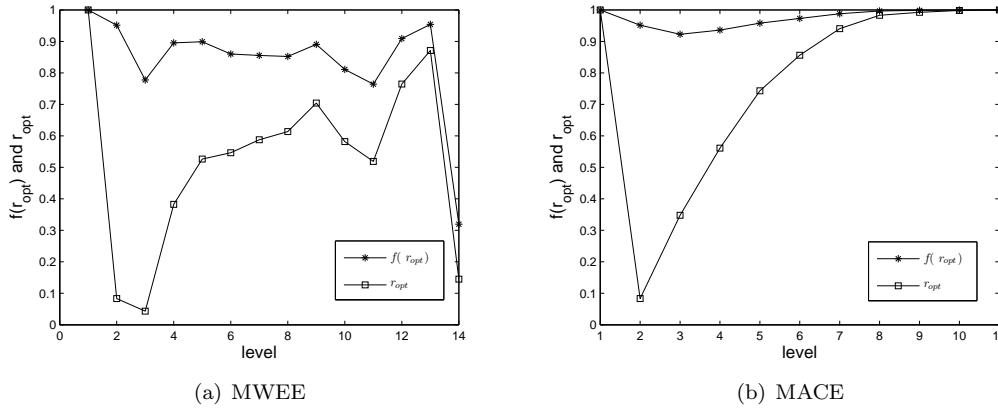 1
0.9
0.8
0.7
0.6
0.5
0.4
0.3
0.2
0.1
0
f(r_opt) and r_opt
0 2 4 6 8 10 12 14
level
f( r_opt)
r_opt
(a) MWEE
1
0.9
0.8
0.7
0.6
0.5
0.4
0.3
0.2
0.1
0
f(r_opt) and r_opt
1 2 3 4 5 6 7 8 9 10 1
level
f( r_opt)
r_opt
(b) MACE